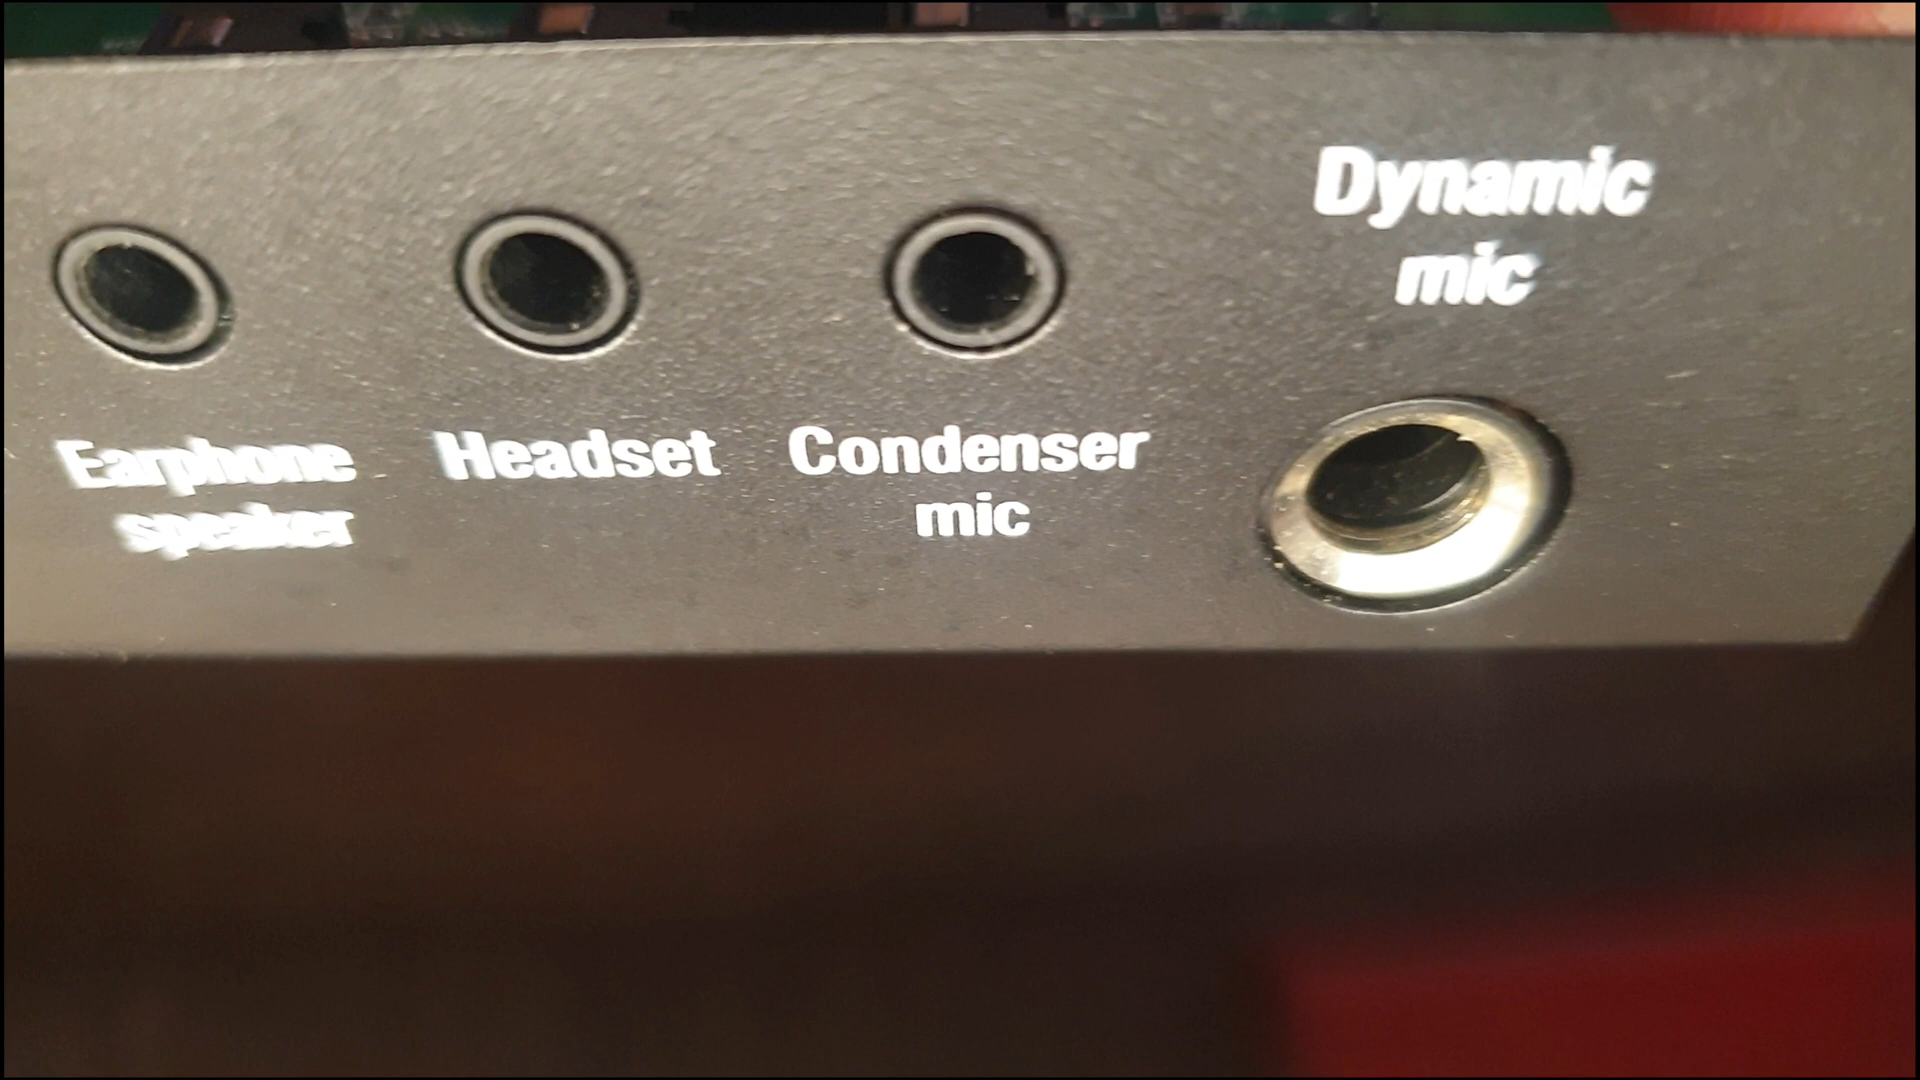 Dynamic
mic
Earphone
speaker
Headset
Condenser
mic